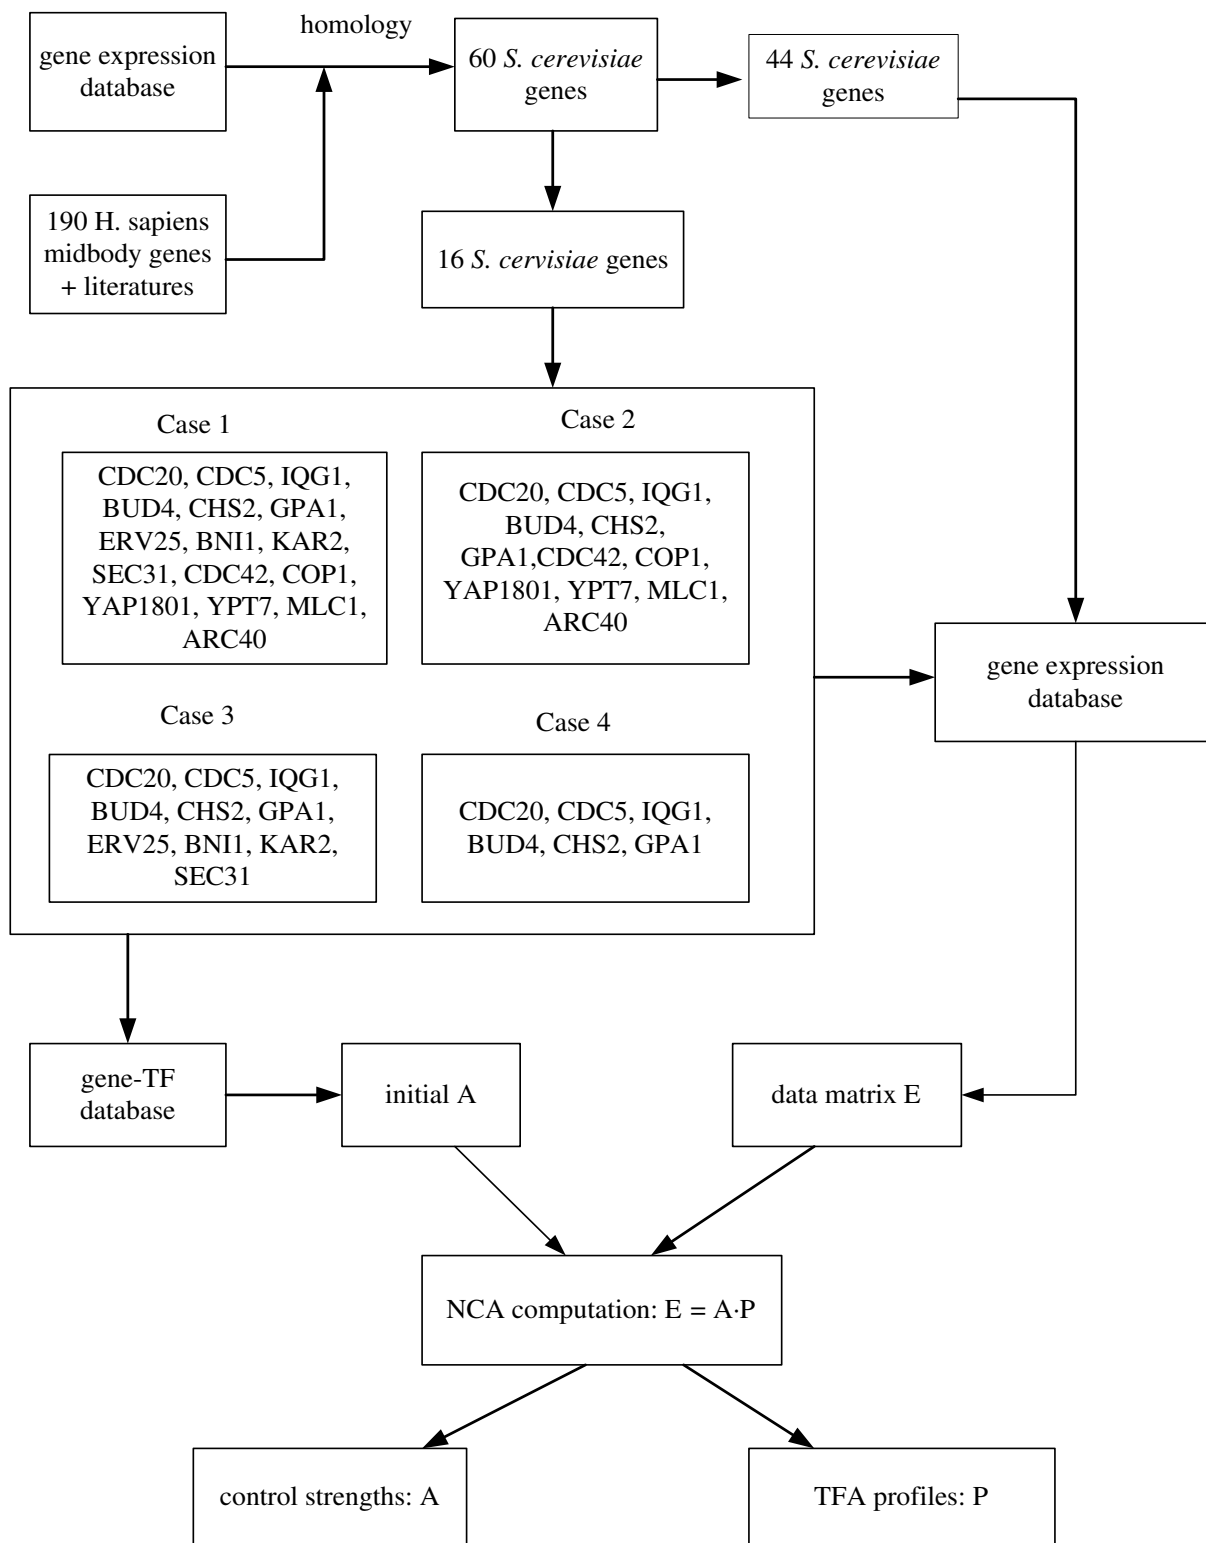 gene expression
database
homology
60 S. cerevisiae
genes
44 S. cerevisiae
genes
190 H. sapiens
midbody genes
+ literatures
16 S. cervisiae genes
Case 1
CDC20, CDC5, IQG1,
BUD4, CHS2, GPA1,
ERV25, BNI1, KAR2,
SEC31, CDC42, COP1,
YAP1801, YPT7, MLC1,
ARC40
Case 2
CDC20, CDC5, IQG1,
BUD4, CHS2,
GPA1,CDC42, COP1,
YAP1801, YPT7, MLC1,
ARC40
gene expression
database
Case 3
CDC20, CDC5, IQG1,
BUD4, CHS2, GPA1,
ERV25, BNI1, KAR2,
SEC31
Case 4
CDC20, CDC5, IQG1,
BUD4, CHS2, GPA1
gene-TF
database
initial A
data matrix E
NCA computation: E = A·P
control strengths: A
TFA profiles: P